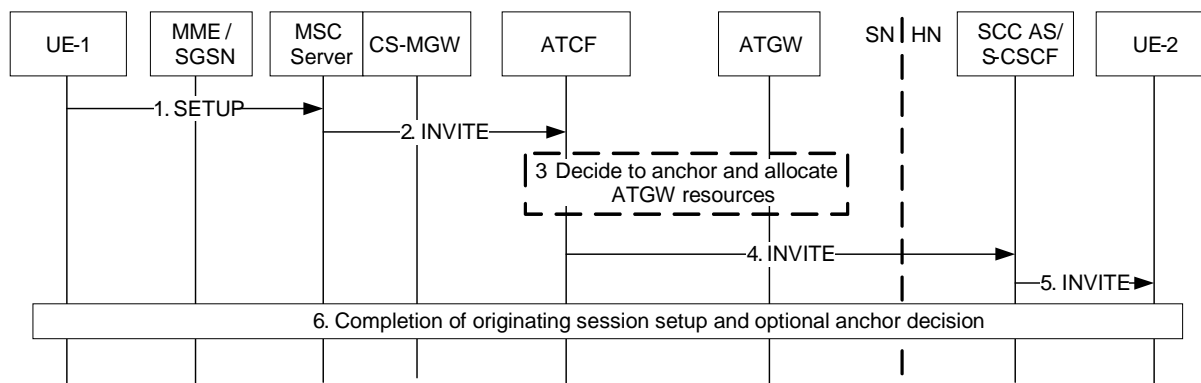 UE-1
MME /
SGSN
MSC
Server
CS-MGW
ATCF
ATGW
SN
HN
SCC AS/
S-CSCF
UE-2
1. SETUP
2. INVITE
3 Decide to anchor and allocate
ATGW resources
4. INVITE
5. INVITE
6. Completion of originating session setup and optional anchor decision